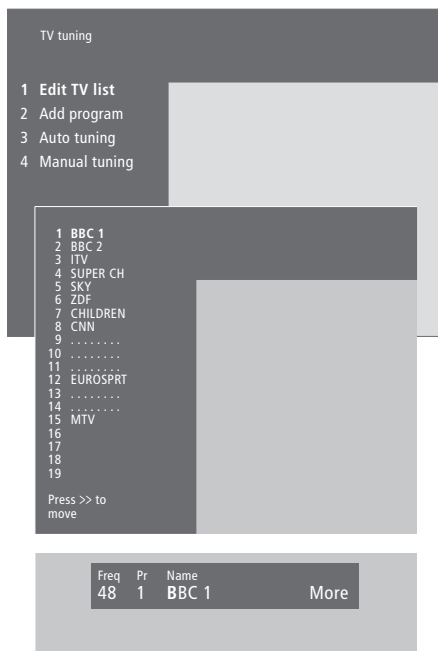 TV tuning
1 Edit TV list
2 Add program
3 Auto tuning
4 Manual tuning
1 BBC 1
2 BBC 2
3 ITV
4 SUPER CH
5 SKY
6 ZDF
7 CHILDREN
8 CNN
9 . . . . . . . .
10 . . . . . . . .
11 . . . . . . . .
12 EUROSPRT
13 . . . . . . . .
14 . . . . . . . .
15 MTV
16
17
18
19
Press >> to
move
Freq Pr Name
48 1 BBC 1 More